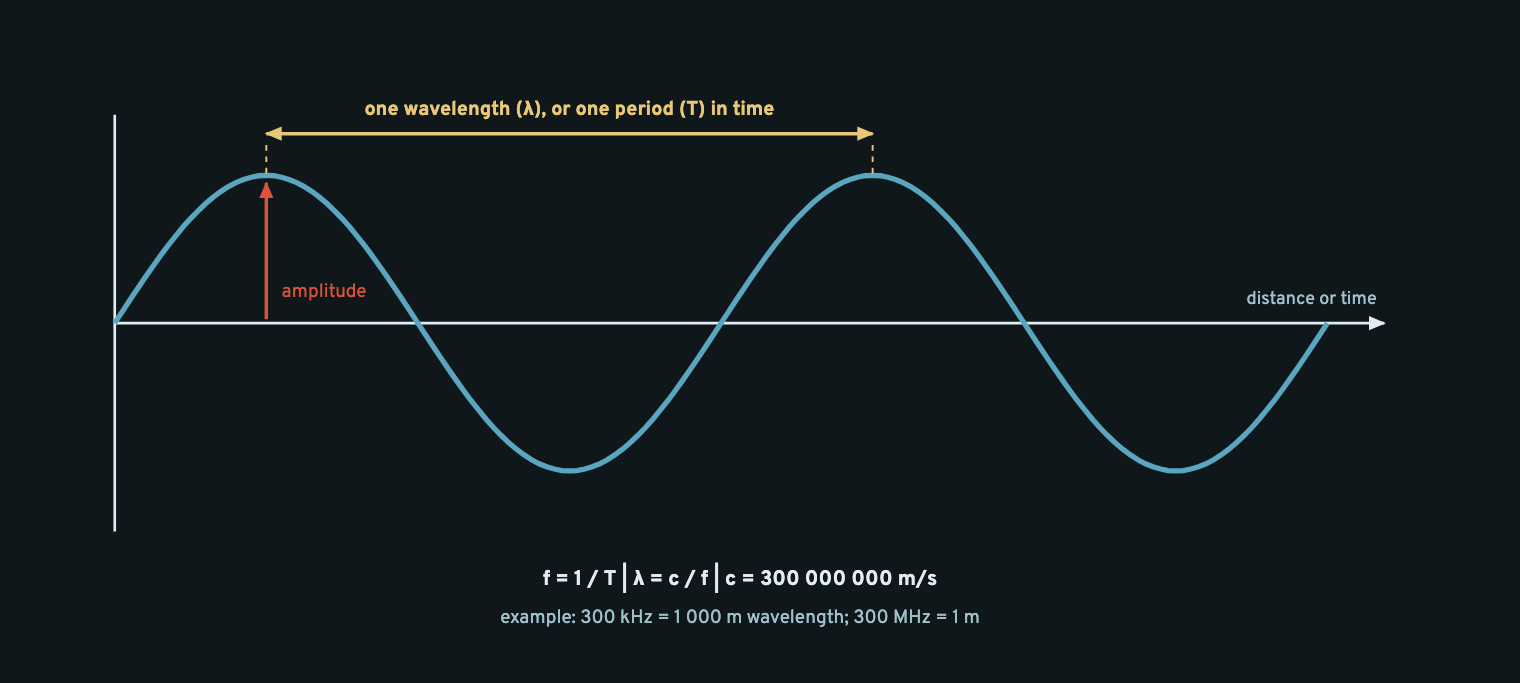 one wavelength (λ), or one period (T) in time
amplitude
distance or time
f = 1 / T | λ = c / f | c = 300 000 000 m/s
example: 300 kHz = 1 000 m wavelength; 300 MHz = 1 m